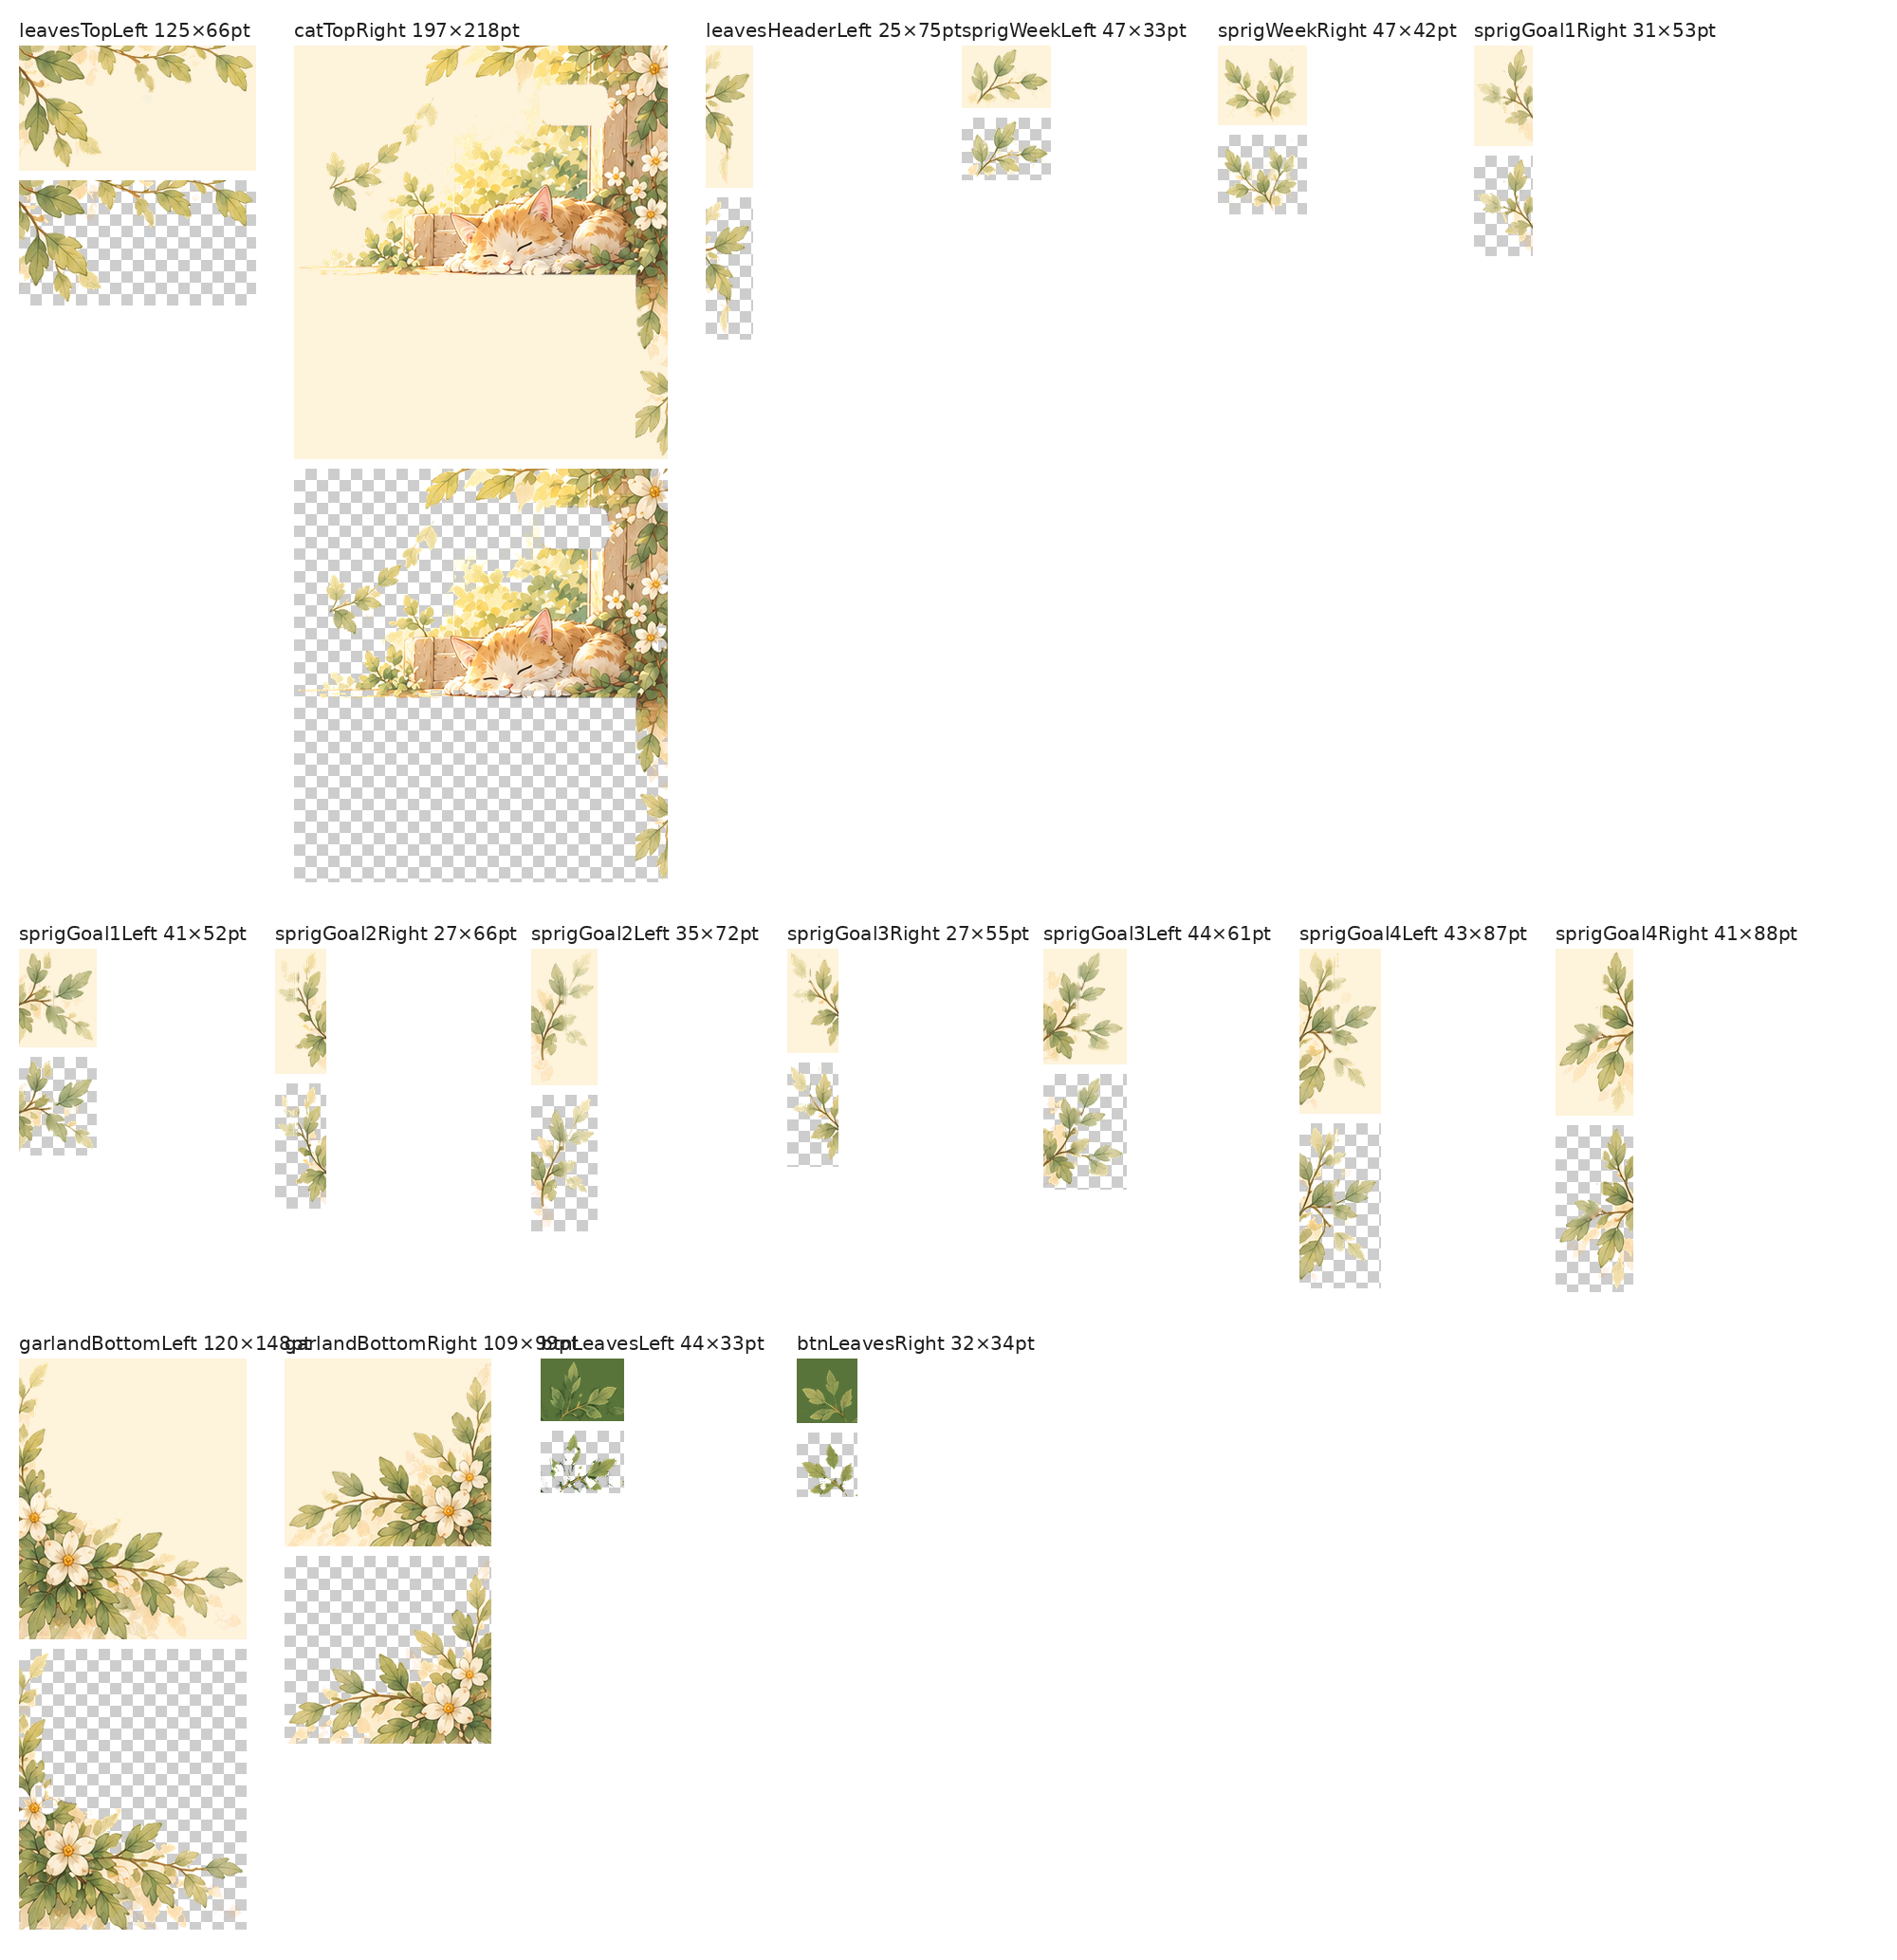 leavesTopLeft 125×66pt
catTopRight 197×218pt
leavesHeaderLeft 25×75pt
sprigWeekLeft 47×33pt
sprigWeekRight 47×42pt
sprigGoal1Right 31×53pt
sprigGoal1Left 41×52pt
sprigGoal2Right 27×66pt
sprigGoal2Left 35×72pt
sprigGoal3Right 27×55pt
sprigGoal3Left 44×61pt
sprigGoal4Left 43×87pt
sprigGoal4Right 41×88pt
garlandBottomLeft 120×148pt
garlandBottomRight 109×99pt
btnLeavesLeft 44×33pt
btnLeavesRight 32×34pt